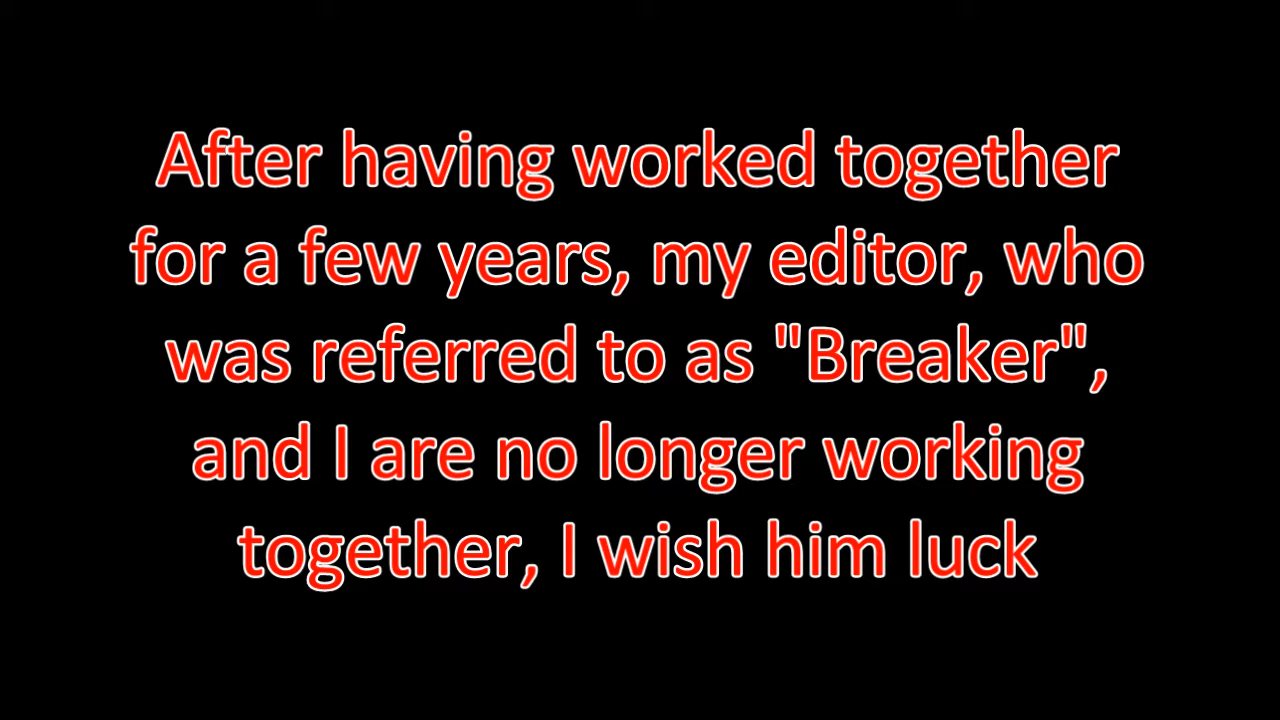 After having worked together
for a few years, my editor, who
was referred to as "Breaker",
and I are no longer working
together, I wish him luck